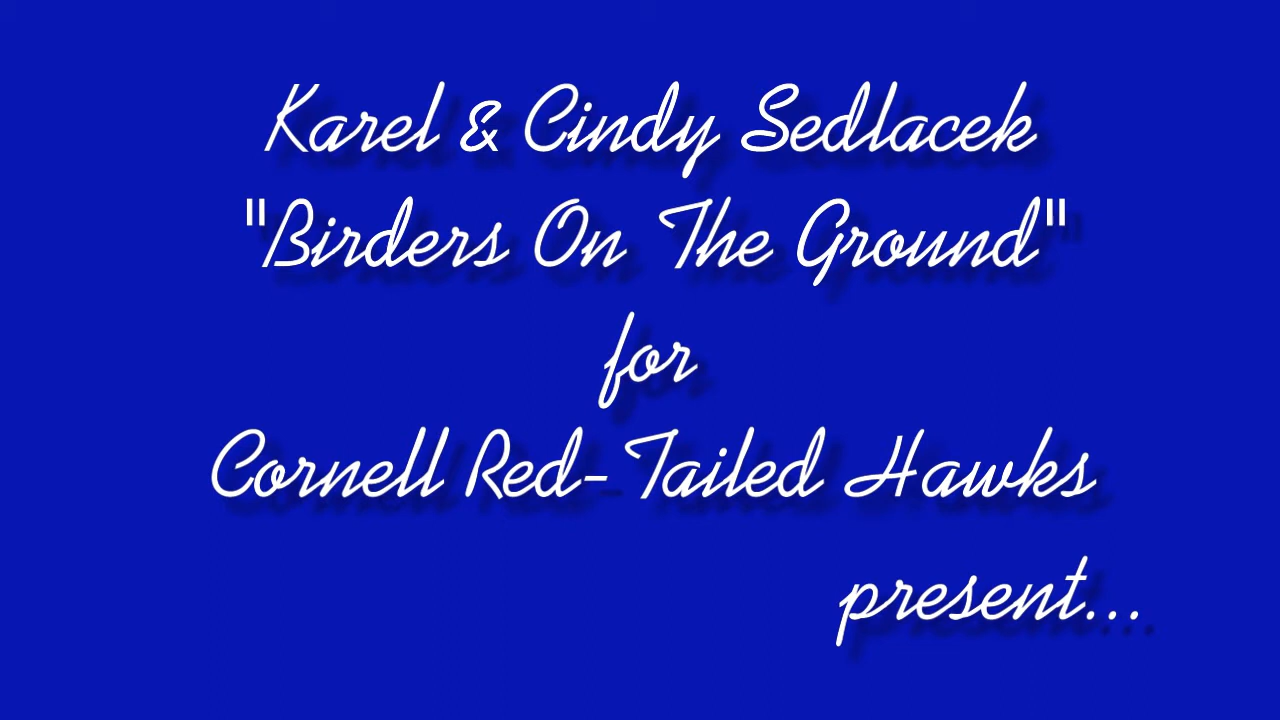 Karel & Cindy Sedlacek
"Birders On The Ground"
for
Cornell Red-Tailed Hawks
present...